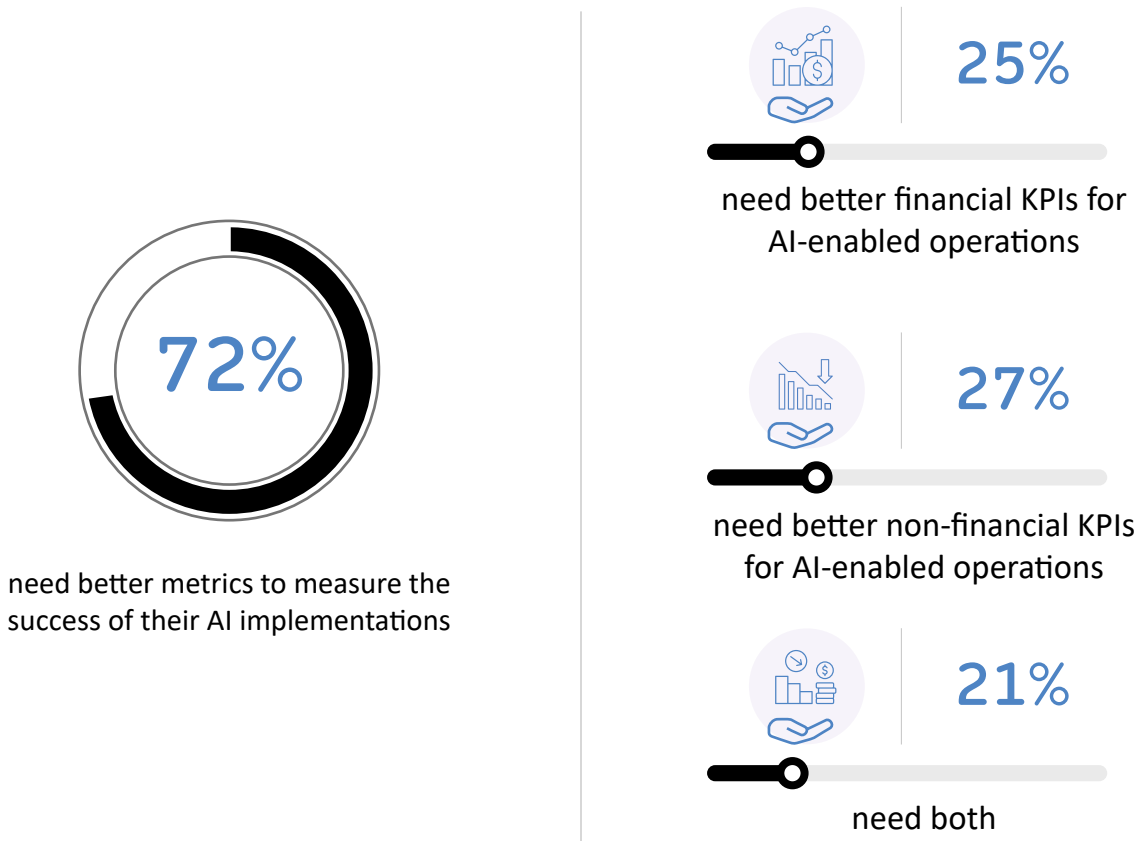 72%
need better metrics to measure the
success of their AI implementations
25%
need better financial KPIs for
AI-enabled operations
27%
need better non-financial KPIs
for AI-enabled operations
21%
need both